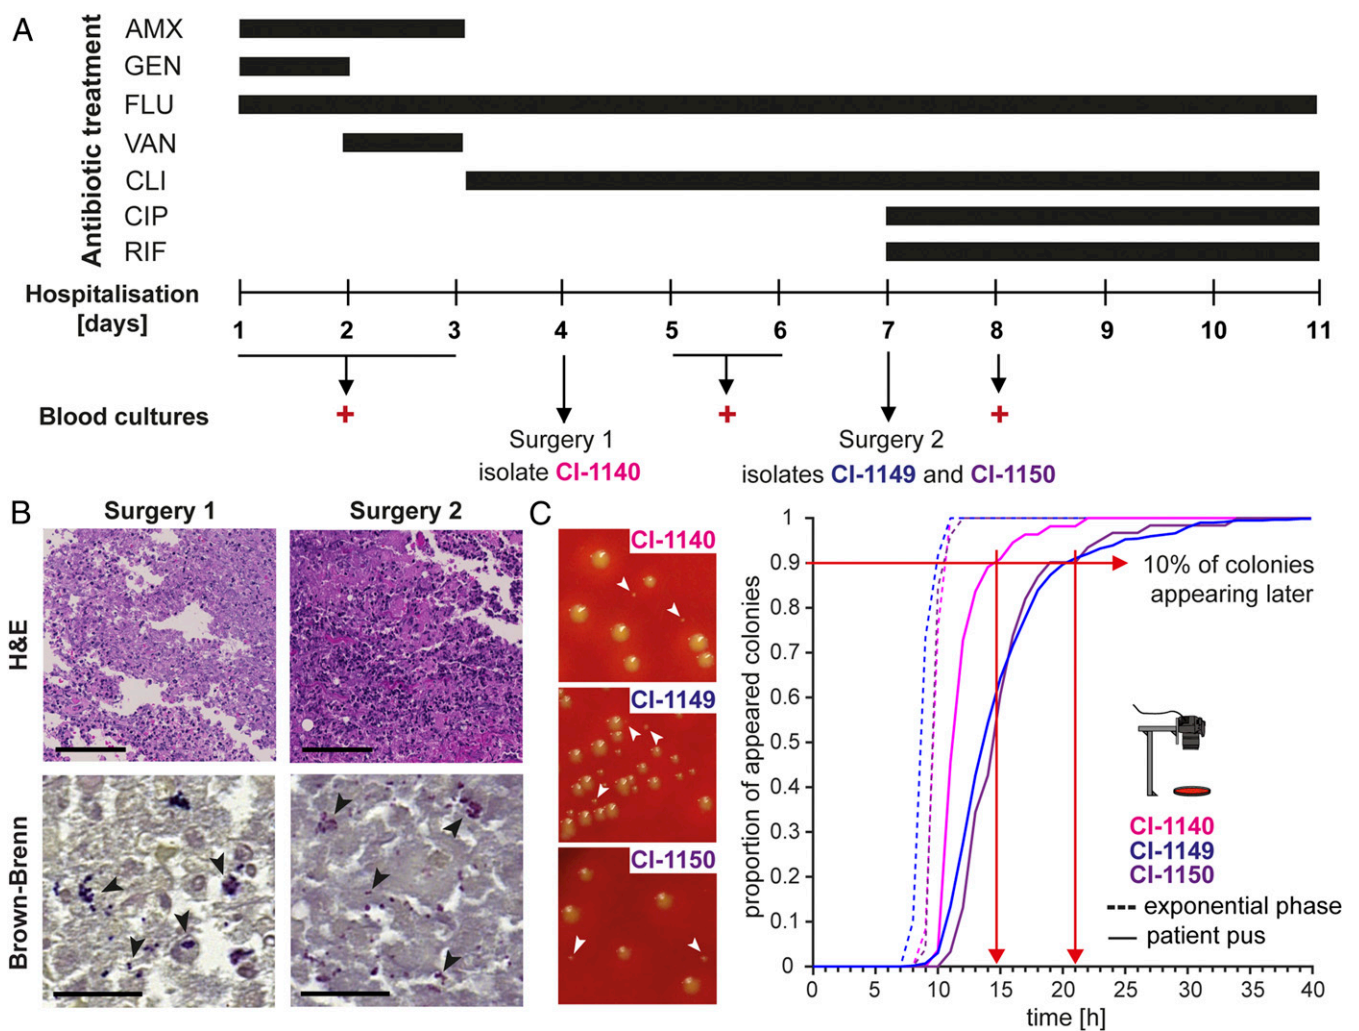 A
Antibiotic treatment
AMX
GEN
FLU
VAN
CLI
CIP
RIF
Hospitalisation
[days]
1 2 3 4 5 6 7 8 9 10 11
Blood cultures
+ + +
Surgery 1
isolate CI-1140
Surgery 2
isolates CI-1149 and CI-1150
B
Surgery 1 Surgery 2
H&E
Brown-Brenn
C
CI-1140
CI-1149
CI-1150
proportion of appeared colonies
1
0.9
0.8
0.7
0.6
0.5
0.4
0.3
0.2
0.1
0
10% of colonies
appearing later
CI-1140
CI-1149
CI-1150
exponential phase
patient pus
0 5 10 15 20 25 30 35 40
time [h]